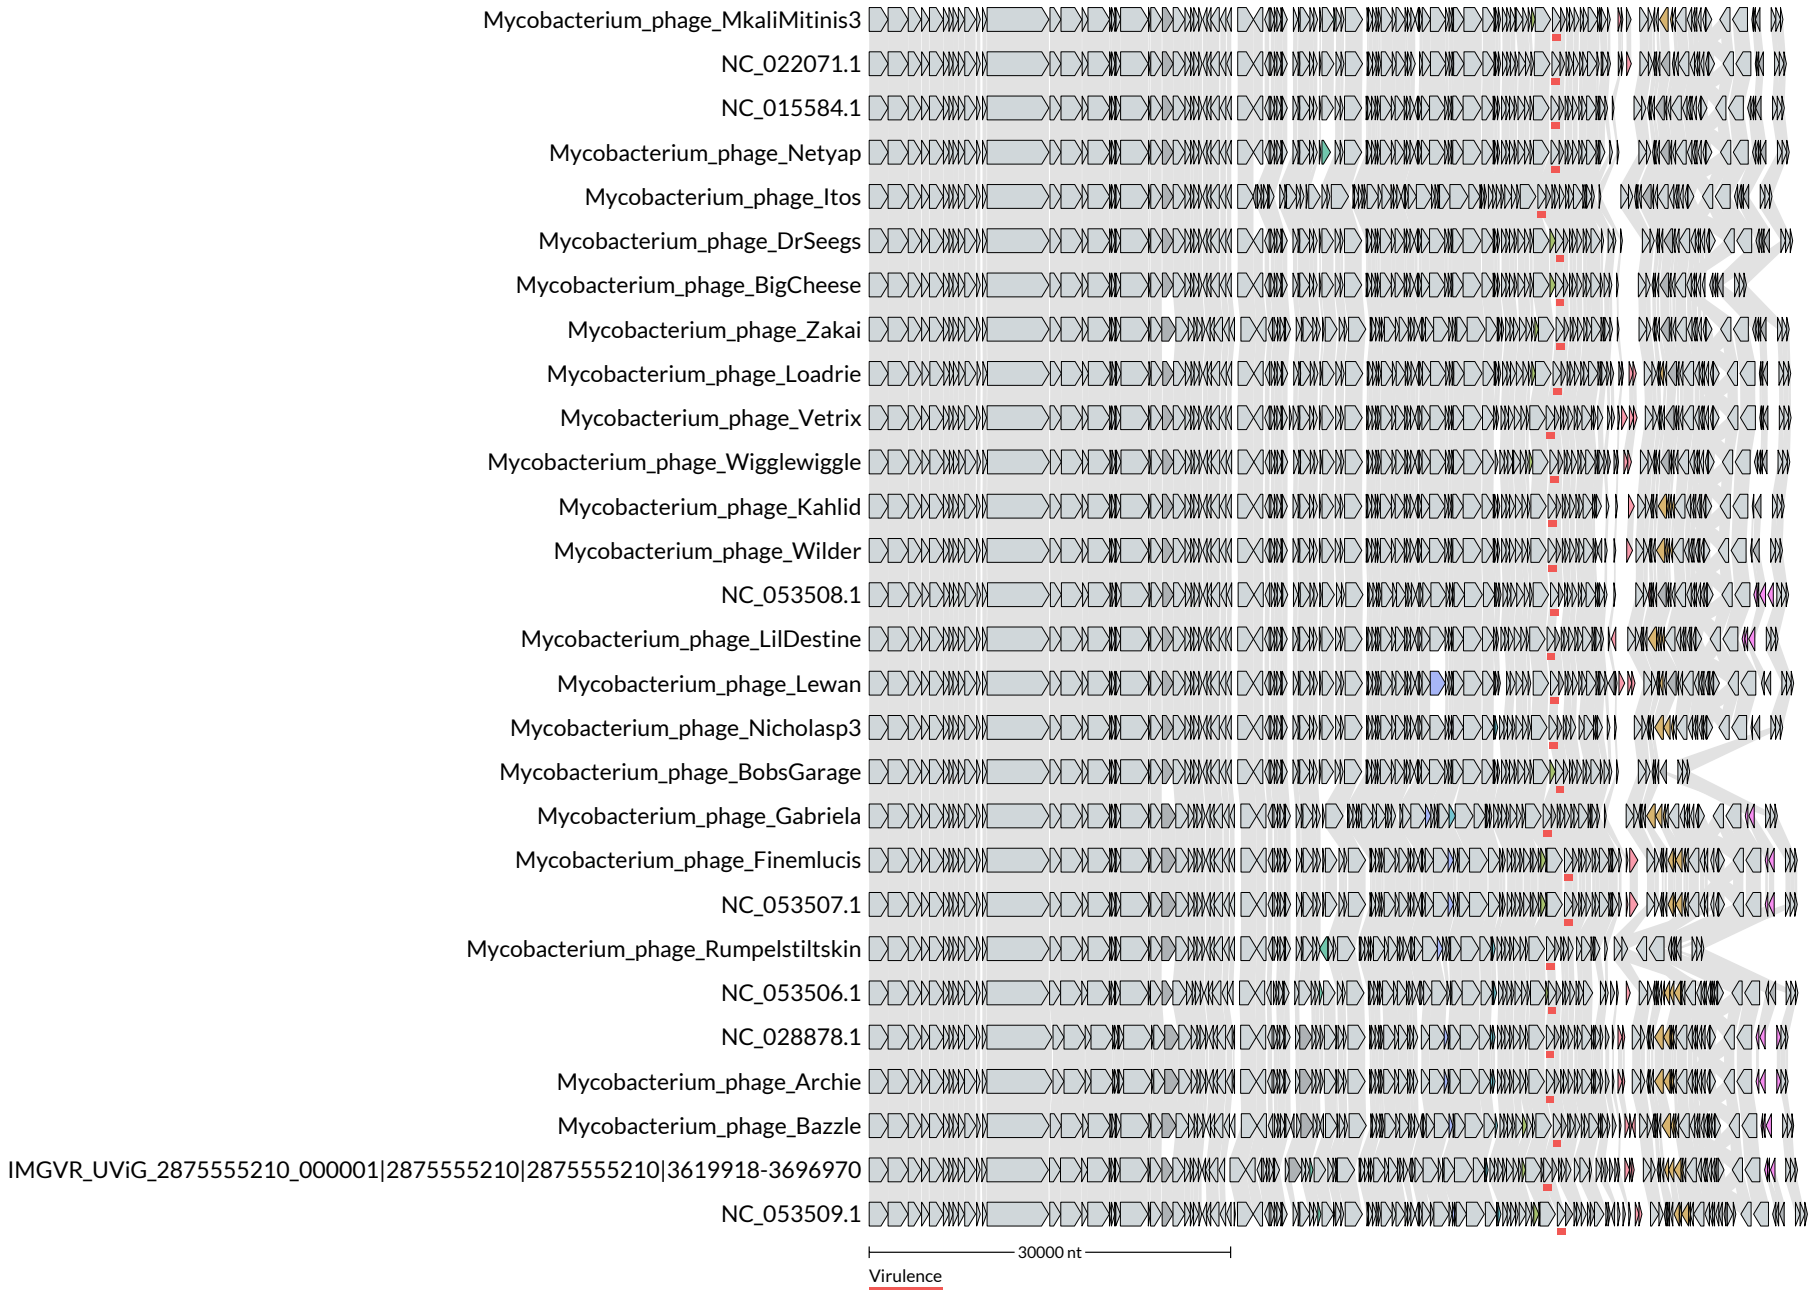 Mycobacterium_phage_MkaliMitinis3
NC_022071.1
NC_015584.1
Mycobacterium_phage_Netyap
Mycobacterium_phage_Itos
Mycobacterium_phage_DrSeegs
Mycobacterium_phage_BigCheese
Mycobacterium_phage_Zakai
Mycobacterium_phage_Loadrie
Mycobacterium_phage_Vetrix
Mycobacterium_phage_Wigglewiggle
Mycobacterium_phage_Kahlid
Mycobacterium_phage_Wilder
NC_053508.1
Mycobacterium_phage_LilDestine
Mycobacterium_phage_Lewan
Mycobacterium_phage_Nicholasp3
Mycobacterium_phage_BobsGarage
Mycobacterium_phage_Gabriela
Mycobacterium_phage_Finemlucis
NC_053507.1
Mycobacterium_phage_Rumpelstiltskin
NC_053506.1
NC_028878.1
Mycobacterium_phage_Archie
Mycobacterium_phage_Bazzle
IMGVR_UViG_2875555210_000001|2875555210|2875555210|3619918-3696970
NC_053509.1
30000 nt
Virulence